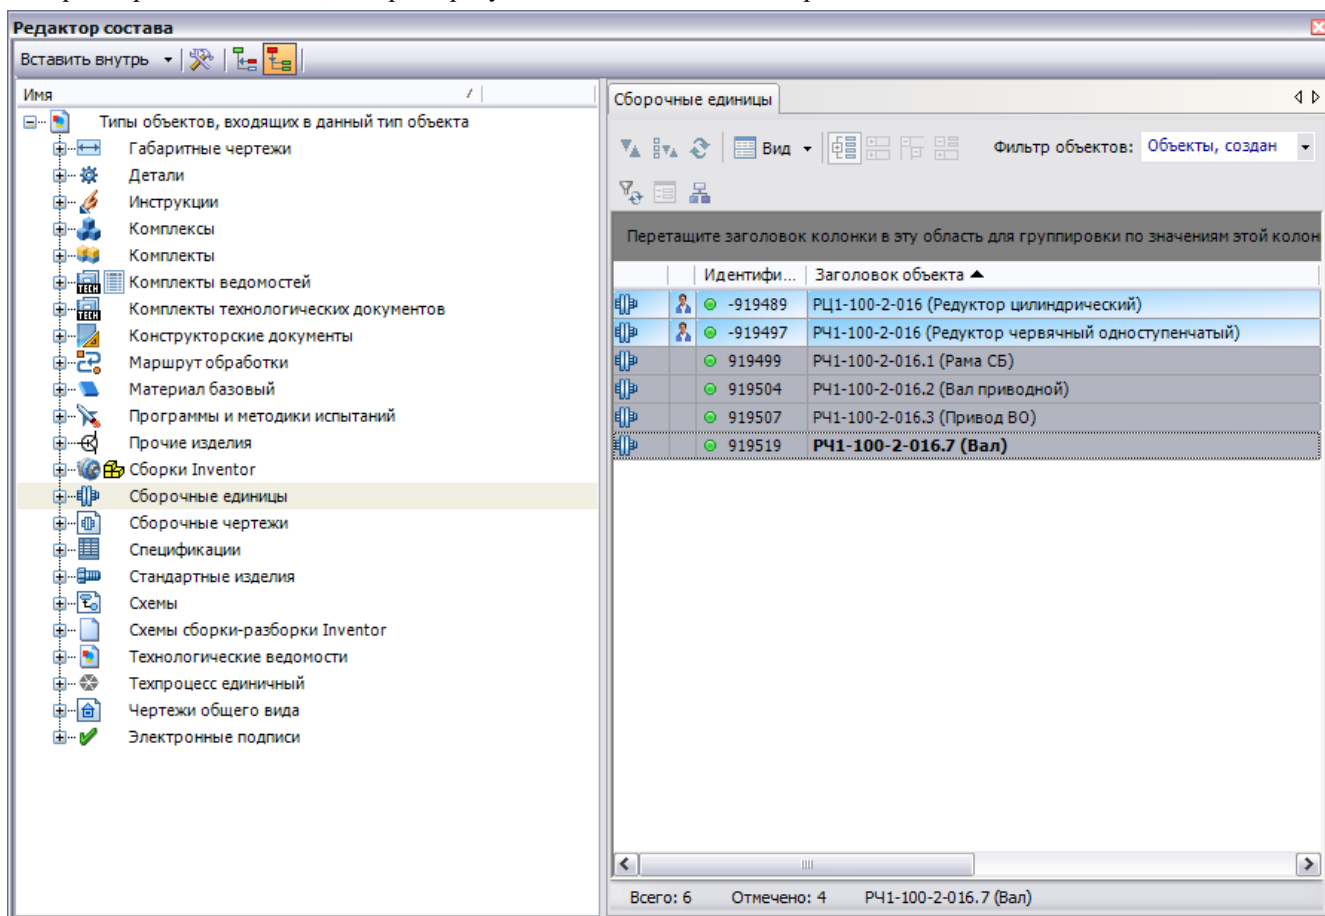 Редактор состава
Вставить внутрь
Имя
Типы объектов, входящих в данный тип объекта
Габаритные чертежи
Детали
Инструкции
Комплексы
Комплекты
Комплекты ведомостей
Комплекты технологических документов
Конструкторские документы
Маршрут обработки
Материал базовый
Программы и методики испытаний
Прочие изделия
Сборки Inventor
Сборочные единицы
Сборочные чертежи
Спецификации
Стандартные изделия
Схемы
Схемы сборки-разборки Inventor
Технологические ведомости
Техпроцесс единичный
Чертежи общего вида
Электронные подписи
Сборочные единицы
Вид Фильтр объектов: Объекты, создан
Перетащите заголовок колонки в эту область для группировки по значениям этой колон
Идентифи... Заголовок объекта
-919489 РЦ1-100-2-016 (Редуктор цилиндрический)
-919497 РЧ1-100-2-016 (Редуктор червячный одноступенчатый)
919499 РЧ1-100-2-016.1 (Рама СБ)
919504 РЧ1-100-2-016.2 (Вал приводной)
919507 РЧ1-100-2-016.3 (Привод ВО)
919519 РЧ1-100-2-016.7 (Вал)
Всего: 6 Отмечено: 4 РЧ1-100-2-016.7 (Вал)